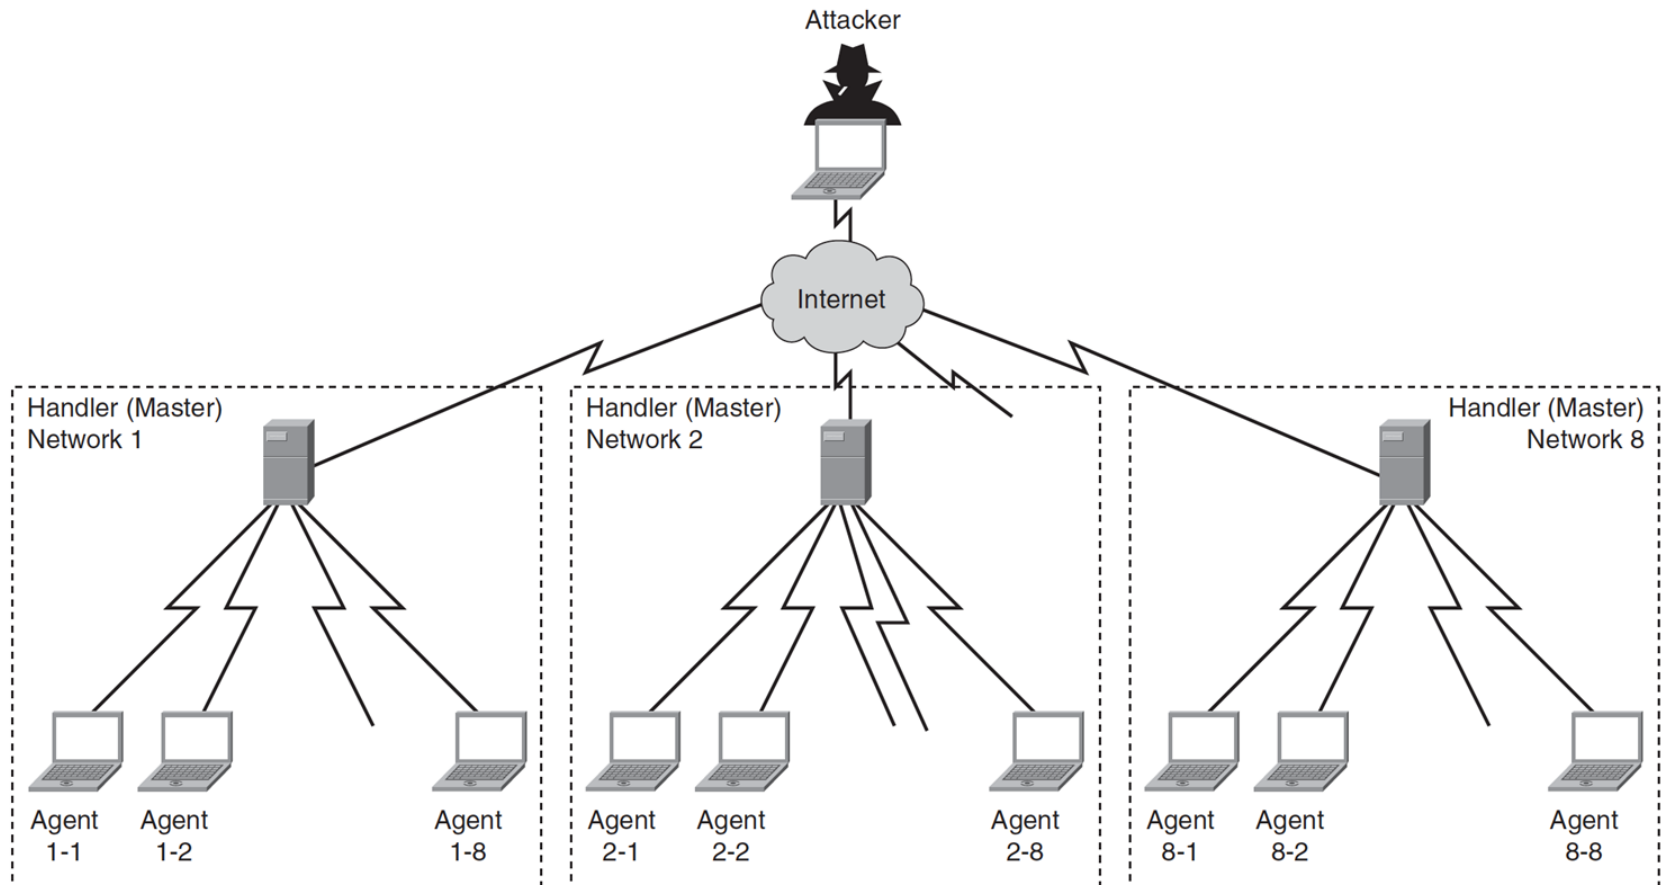 Attacker
Internet
Handler (Master)
Network 1
Handler (Master)
Network 2
Handler (Master)
Network 8
Agent
1-1
Agent
1-2
Agent
1-8
Agent
2-1
Agent
2-2
Agent
2-8
Agent
8-1
Agent
8-2
Agent
8-8